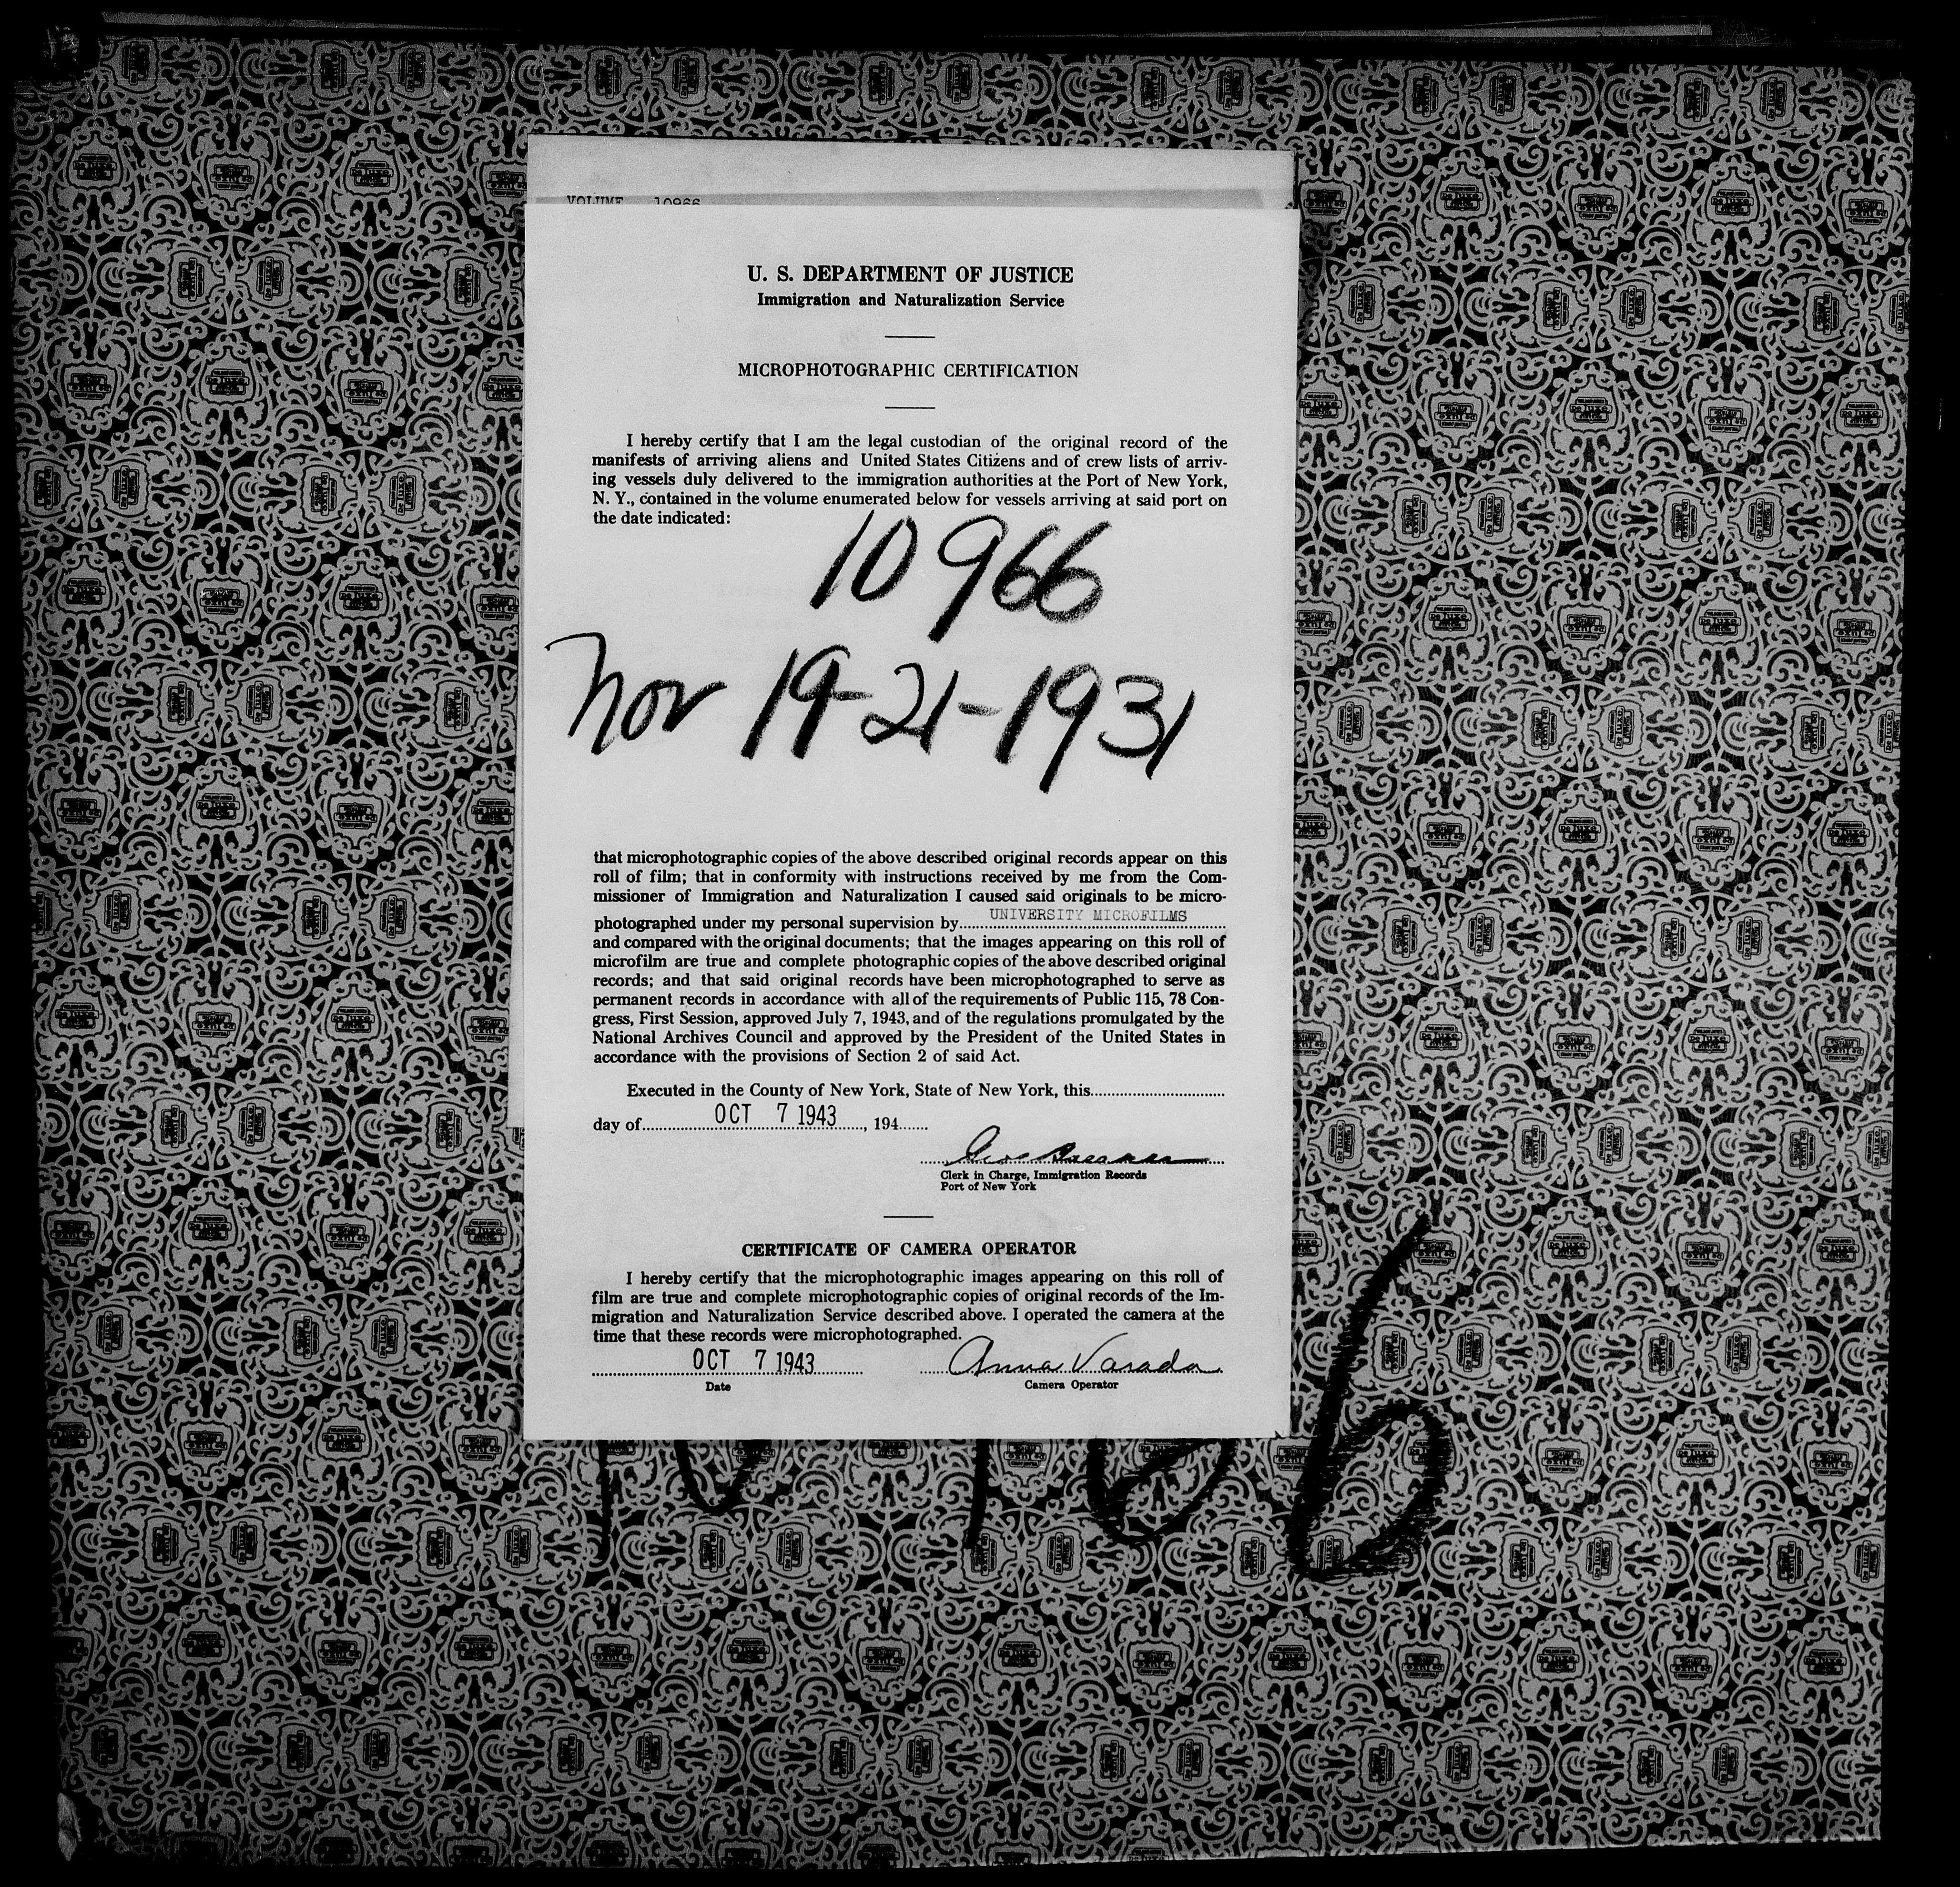 VOLUME 10966
U. S. DEPARTMENT OF JUSTICE
Immigration and Naturalization Service
MICROPHOTOGRAPHIC CERTIFICATION
I hereby certify that I am the legal custodian of the original record of the
manifests of arriving aliens and United States Citizens and of crew lists of arriv-
ing vessels duly delivered to the immigration authorities at the Port of New York,
N. Y., contained in the volume enumerated below for vessels arriving at said port on
the date indicated:
10966
Nov 19-21-1931
that microphotographic copies of the above described original records appear on this
roll of film; that in conformity with instructions received by me from the Com-
missioner of Immigration and Naturalization I caused said originals to be micro-
photographed under my personal supervision by UNIVERSITY MICROFILMS
and compared with the original documents; that the images appearing on this roll of
microfilm are true and complete photographic copies of the above described original
records; and that said original records have been microphotographed to serve as
permanent records in accordance with all of the requirements of Public 115, 78 Con-
gress, First Session, approved July 7, 1943, and of the regulations promulgated by the
National Archives Council and approved by the President of the United States in
accordance with the provisions of Section 2 of said Act.
Executed in the County of New York, State of New York, this
day of OCT 7 1943, 194
Clerk in Charge, Immigration Records
Port of New York
CERTIFICATE OF CAMERA OPERATOR
I hereby certify that the microphotographic images appearing on this roll of
film are true and complete microphotographic copies of original records of the Im-
migration and Naturalization Service described above. I operated the camera at the
time that these records were microphotographed.
OCT 7 1943 Anna Varada
Date Camera Operator